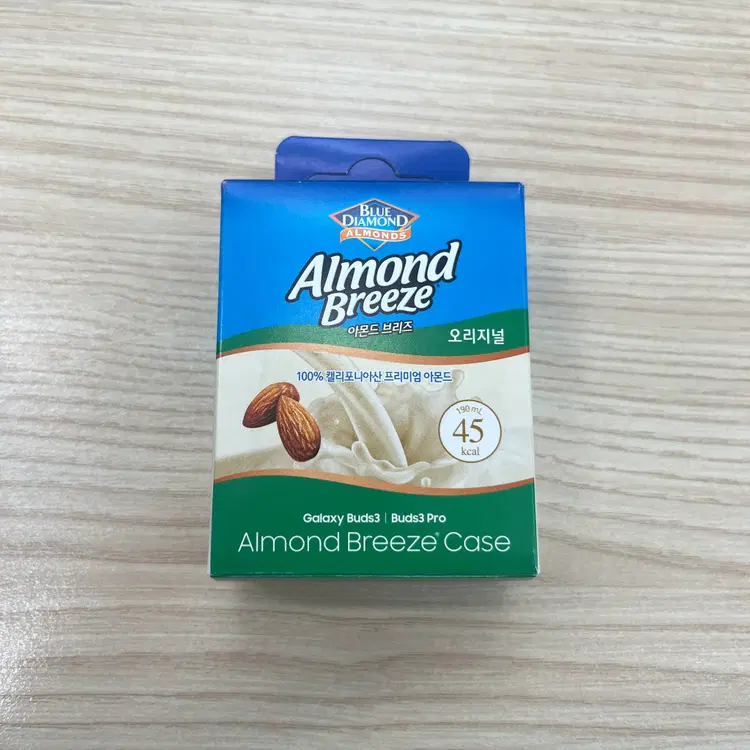 BLUE
DIAMOND
ALMONDS
Almond
Breeze®
아몬드 브리즈
오리지널
100% 캘리포니아산 프리미엄 아몬드
190 mL
45
kcal
Galaxy Buds3 | Buds3 Pro
Almond Breeze® Case